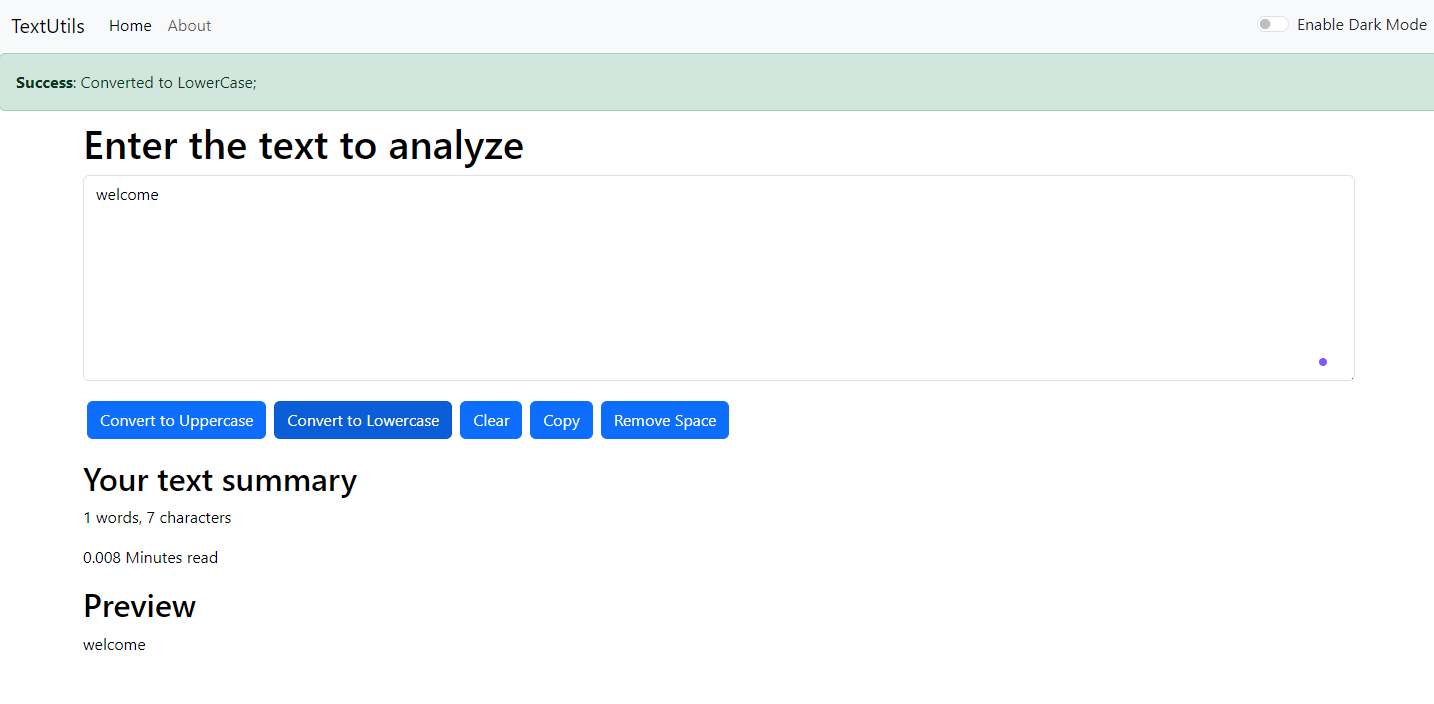 TextUtils Home About Enable Dark Mode
Success: Converted to LowerCase;
Enter the text to analyze
welcome
Convert to Uppercase Convert to Lowercase Clear Copy Remove Space
Your text summary
1 words, 7 characters
0.008 Minutes read
Preview
welcome